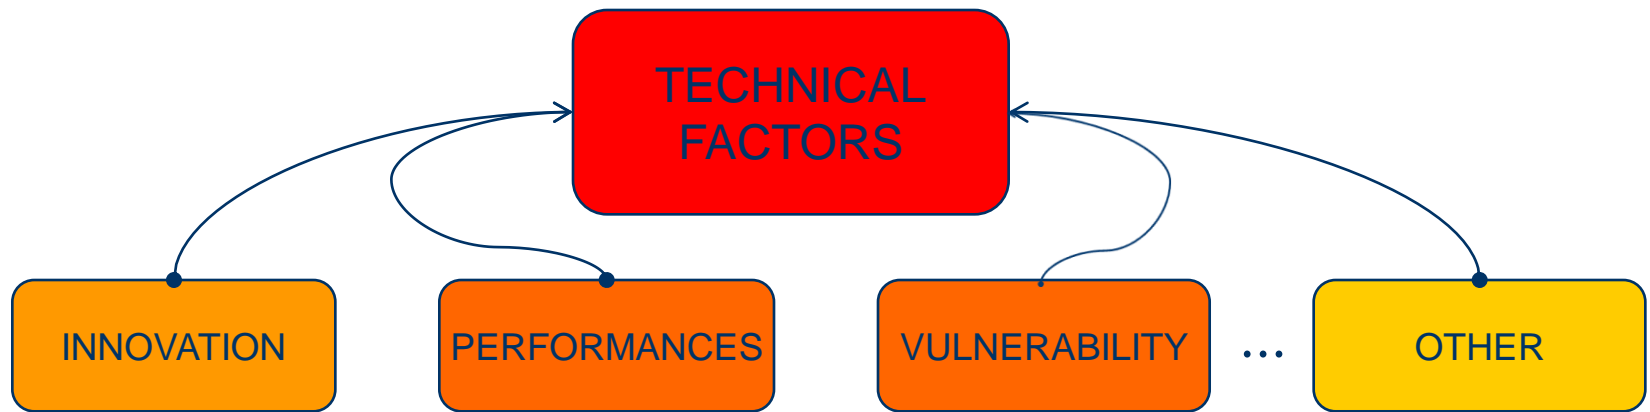 TECHNICAL
FACTORS
INNOVATION
PERFORMANCES
VULNERABILITY
...
OTHER